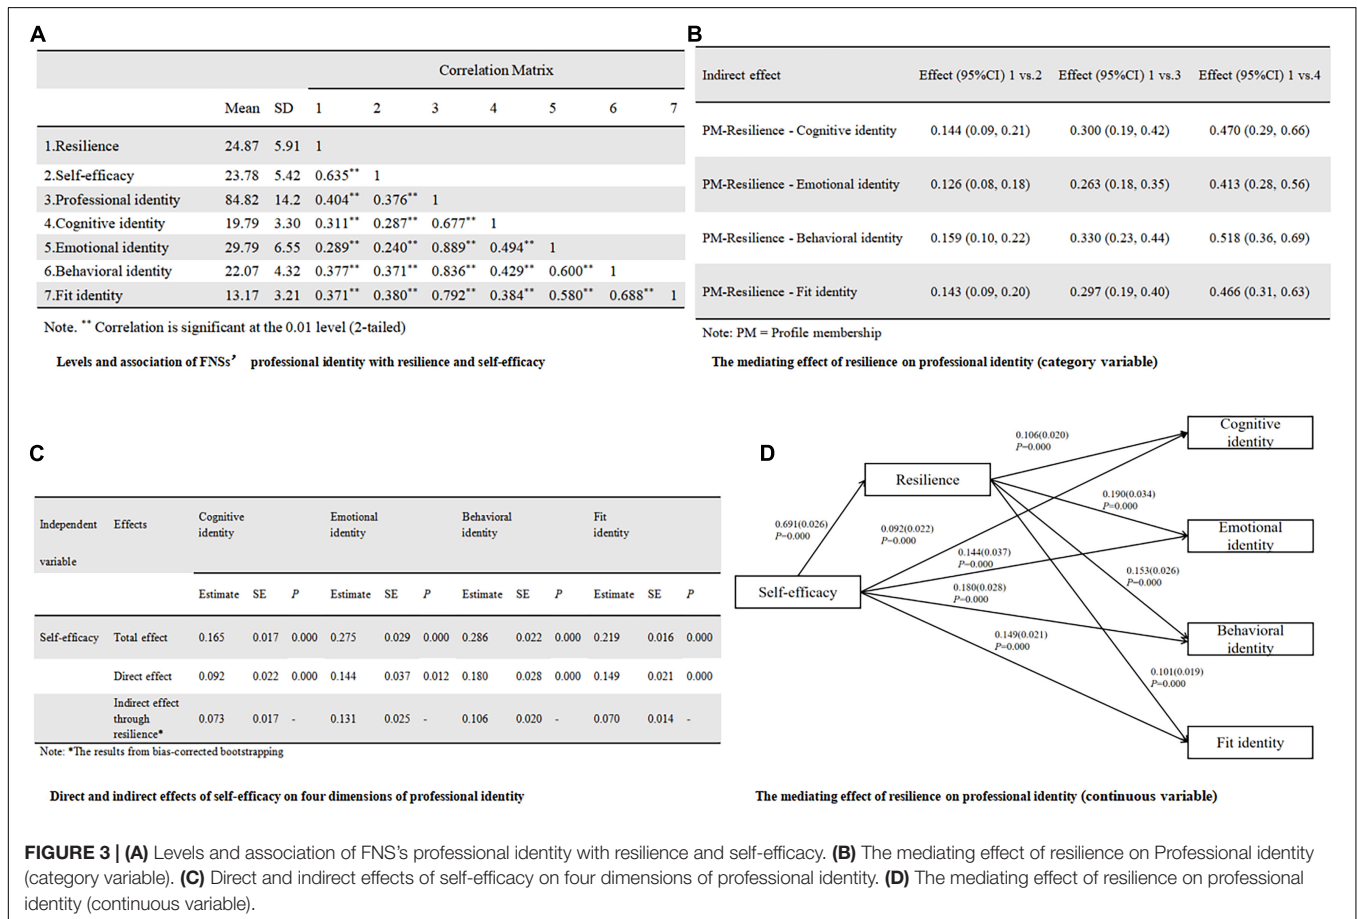 A
Correlation Matrix
Mean SD 1 2 3 4 5 6 7
1.Resilience 24.87 5.91 1
2.Self-efficacy 23.78 5.42 0.635** 1
3.Professional identity 84.82 14.2 0.404** 0.376** 1
4.Cognitive identity 19.79 3.30 0.311** 0.287** 0.677** 1
5.Emotional identity 29.79 6.55 0.289** 0.240** 0.889** 0.494** 1
6.Behavioral identity 22.07 4.32 0.377** 0.371** 0.836** 0.429** 0.600** 1
7.Fit identity 13.17 3.21 0.371** 0.380** 0.792** 0.384** 0.580** 0.688** 1
Note. ** Correlation is significant at the 0.01 level (2-tailed)
Levels and association of FNSs’ professional identity with resilience and self-efficacy
B
Indirect effect Effect (95%CI) 1 vs.2 Effect (95%CI) 1 vs.3 Effect (95%CI) 1 vs.4
PM-Resilience - Cognitive identity 0.144 (0.09, 0.21) 0.300 (0.19, 0.42) 0.470 (0.29, 0.66)
PM-Resilience - Emotional identity 0.126 (0.08, 0.18) 0.263 (0.18, 0.35) 0.413 (0.28, 0.56)
PM-Resilience - Behavioral identity 0.159 (0.10, 0.22) 0.330 (0.23, 0.44) 0.518 (0.36, 0.69)
PM-Resilience - Fit identity 0.143 (0.09, 0.20) 0.297 (0.19, 0.40) 0.466 (0.31, 0.63)
Note: PM = Profile membership
The mediating effect of resilience on professional identity (category variable)
C
Independent variable Effects Cognitive identity Emotional identity Behavioral identity Fit identity
Estimate SE P Estimate SE P Estimate SE P Estimate SE P
Self-efficacy Total effect 0.165 0.017 0.000 0.275 0.029 0.000 0.286 0.022 0.000 0.219 0.016 0.000
Direct effect 0.092 0.022 0.000 0.144 0.037 0.012 0.180 0.028 0.000 0.149 0.021 0.000
Indirect effect
through
resilience* 0.073 0.017 - 0.131 0.025 - 0.106 0.020 - 0.070 0.014 -
Note: *The results from bias-corrected bootstrapping
Direct and indirect effects of self-efficacy on four dimensions of professional identity
D
Cognitive
identity
0.106(0.020)
P=0.000
Resilience
0.190(0.034)
P=0.000
0.691(0.026)
P=0.000
0.092(0.022)
P=0.000
Emotional
identity
0.144(0.037)
P=0.000
0.153(0.026)
P=0.000
Self-efficacy
0.180(0.028)
P=0.000
0.149(0.021)
P=0.000
Behavioral
identity
0.101(0.019)
P=0.000
Fit identity
The mediating effect of resilience on professional identity (continuous variable)
FIGURE 3 | (A) Levels and association of FNS’s professional identity with resilience and self-efficacy. (B) The mediating effect of resilience on Professional identity
(category variable). (C) Direct and indirect effects of self-efficacy on four dimensions of professional identity. (D) The mediating effect of resilience on professional
identity (continuous variable).